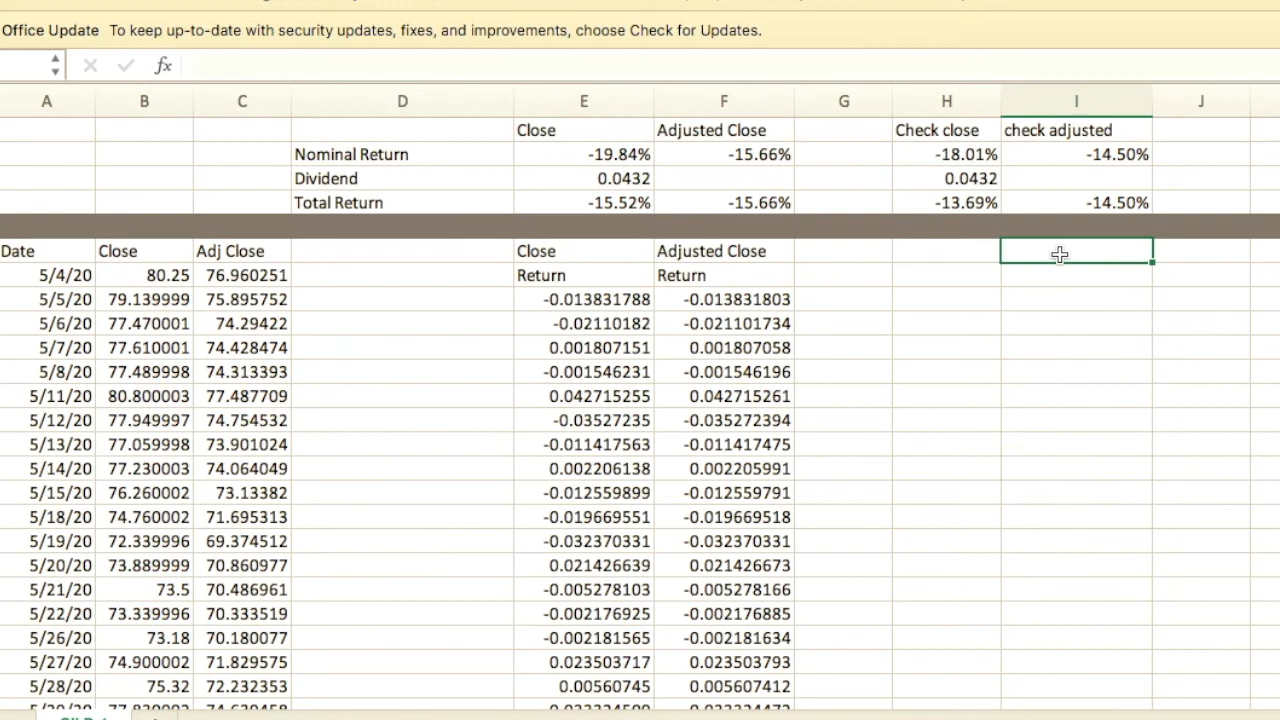 Office Update To keep up-to-date with security updates, fixes, and improvements, choose Check for Updates.
fx
A B C D E F G H I J
Close Adjusted Close Check close check adjusted
Nominal Return -19.84% -15.66% -18.01% -14.50%
Dividend 0.0432 0.0432
Total Return -15.52% -15.66% -13.69% -14.50%
Date Close Adj Close Close Adjusted Close
5/4/20 80.25 76.960251 Return Return
5/5/20 79.139999 75.895752 -0.013831788 -0.013831803
5/6/20 77.470001 74.29422 -0.02110182 -0.021101734
5/7/20 77.610001 74.428474 0.001807151 0.001807058
5/8/20 77.489998 74.313393 -0.001546231 -0.001546196
5/11/20 80.800003 77.487709 0.042715255 0.042715261
5/12/20 77.949997 74.754532 -0.03527235 -0.035272394
5/13/20 77.059998 73.901024 -0.011417563 -0.011417475
5/14/20 77.230003 74.064049 0.002206138 0.002205991
5/15/20 76.260002 73.13382 -0.012559899 -0.012559791
5/18/20 74.760002 71.695313 -0.019669551 -0.019669518
5/19/20 72.339996 69.374512 -0.032370331 -0.032370331
5/20/20 73.889999 70.860977 0.021426639 0.021426673
5/21/20 73.5 70.486961 -0.005278103 -0.005278166
5/22/20 73.339996 70.333519 -0.002176925 -0.002176885
5/26/20 73.18 70.180077 -0.002181565 -0.002181634
5/27/20 74.900002 71.829575 0.023503717 0.023503793
5/28/20 75.32 72.232353 0.00560745 0.005607412